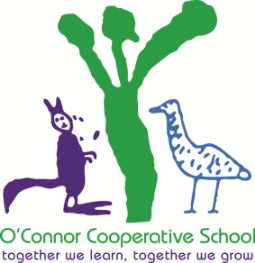 O'Connor Cooperative School
together we learn, together we grow